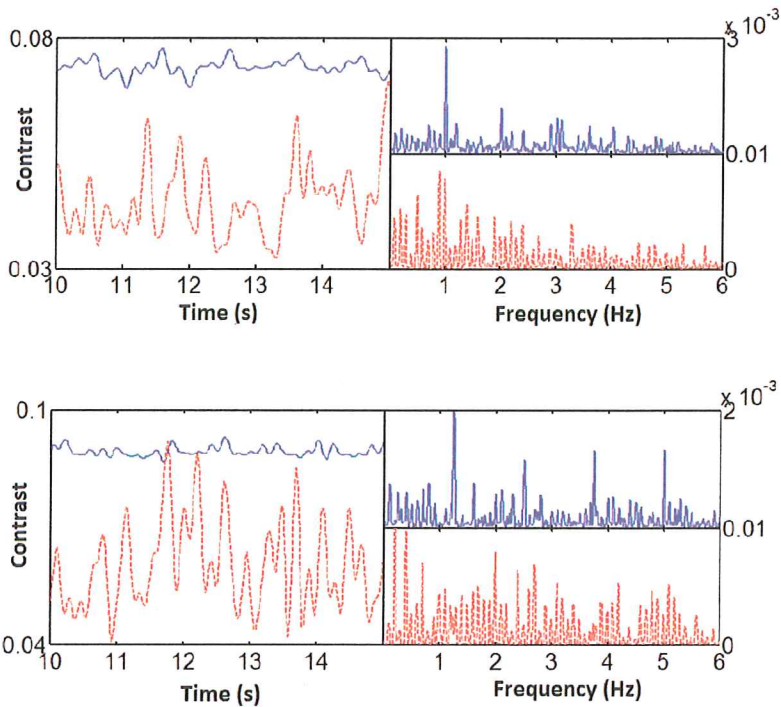 0.08
3 x 10^-3
Contrast
0.01
0.03
0
10 11 12 13 14
1 2 3 4 5 6
Time (s)
Frequency (Hz)
0.1
2 x 10^-3
Contrast
0.01
0.04
0
10 11 12 13 14
1 2 3 4 5 6
Time (s)
Frequency (Hz)